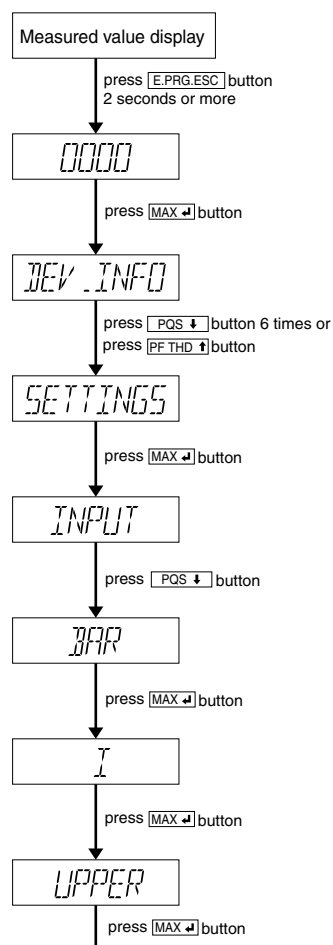 Measured value display
press E.PRG.ESC button
2 seconds or more
0000
press MAX ↵ button
DEV.INFO
press PQS ⬇ button 6 times or
press PF THD ⬆ button
SETTINGS
press MAX ↵ button
INPUT
press PQS ⬇ button
BAR
press MAX ↵ button
I
press MAX ↵ button
UPPER
press MAX ↵ button